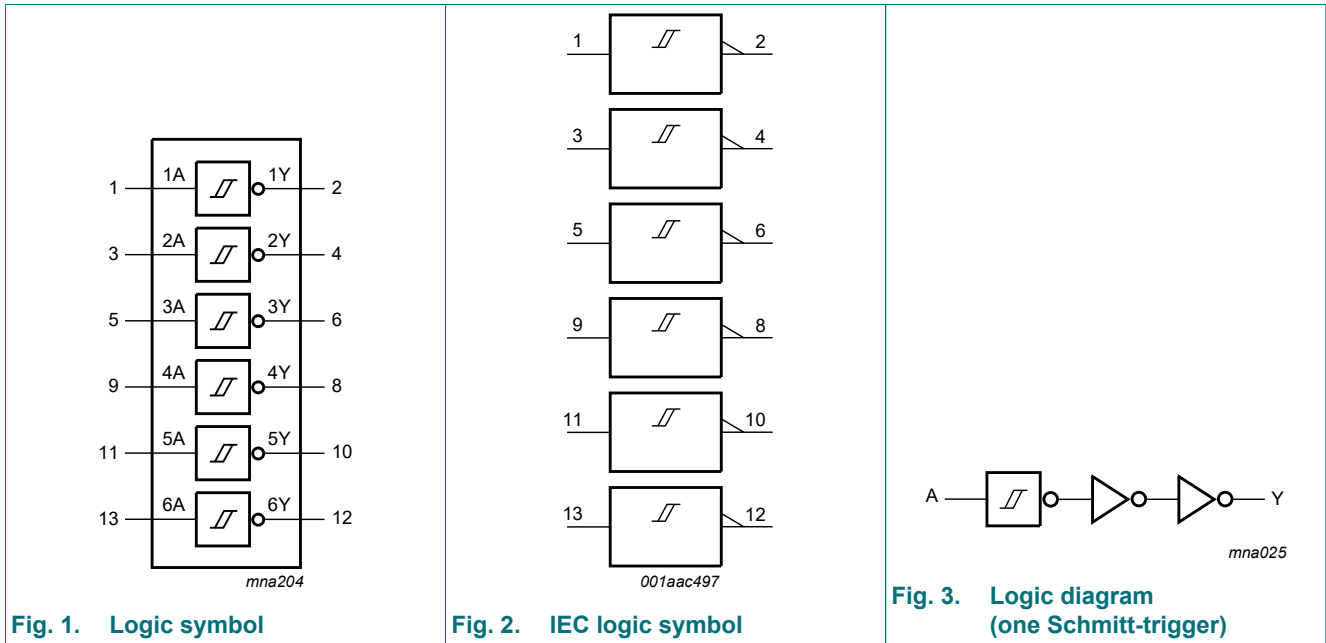 1 1A 1Y 2
3 2A 2Y 4
5 3A 3Y 6
9 4A 4Y 8
11 5A 5Y 10
13 6A 6Y 12
mna204
Fig. 1. Logic symbol
1 2
3 4
5 6
9 8
11 10
13 12
001aac497
Fig. 2. IEC logic symbol
A Y
mna025
Fig. 3. Logic diagram
(one Schmitt-trigger)